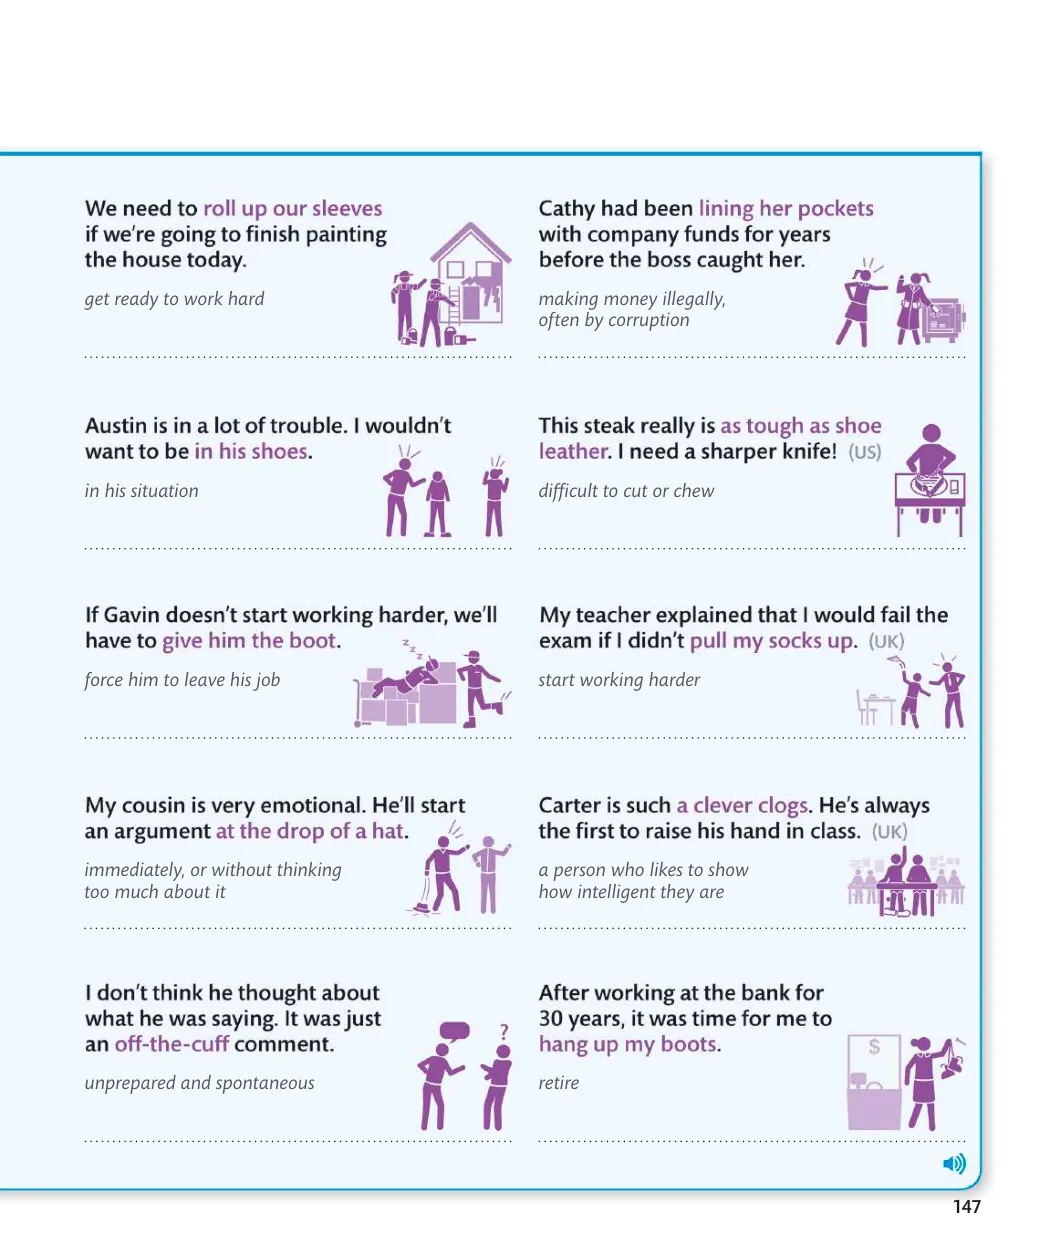 We need to roll up our sleeves
if we're going to finish painting
the house today.
get ready to work hard
Cathy had been lining her pockets
with company funds for years
before the boss caught her.
making money illegally,
often by corruption
Austin is in a lot of trouble. I wouldn't
want to be in his shoes.
in his situation
This steak really is as tough as shoe
leather. I need a sharper knife! (US)
difficult to cut or chew
If Gavin doesn't start working harder, we'll
have to give him the boot.
force him to leave his job
z z z z
My teacher explained that I would fail the
exam if I didn't pull my socks up. (UK)
start working harder
My cousin is very emotional. He'll start
an argument at the drop of a hat.
immediately, or without thinking
too much about it
Carter is such a clever clogs. He's always
the first to raise his hand in class. (UK)
a person who likes to show
how intelligent they are
I don't think he thought about
what he was saying. It was just
an off-the-cuff comment.
unprepared and spontaneous
?
After working at the bank for
30 years, it was time for me to
hang up my boots.
retire
$
147